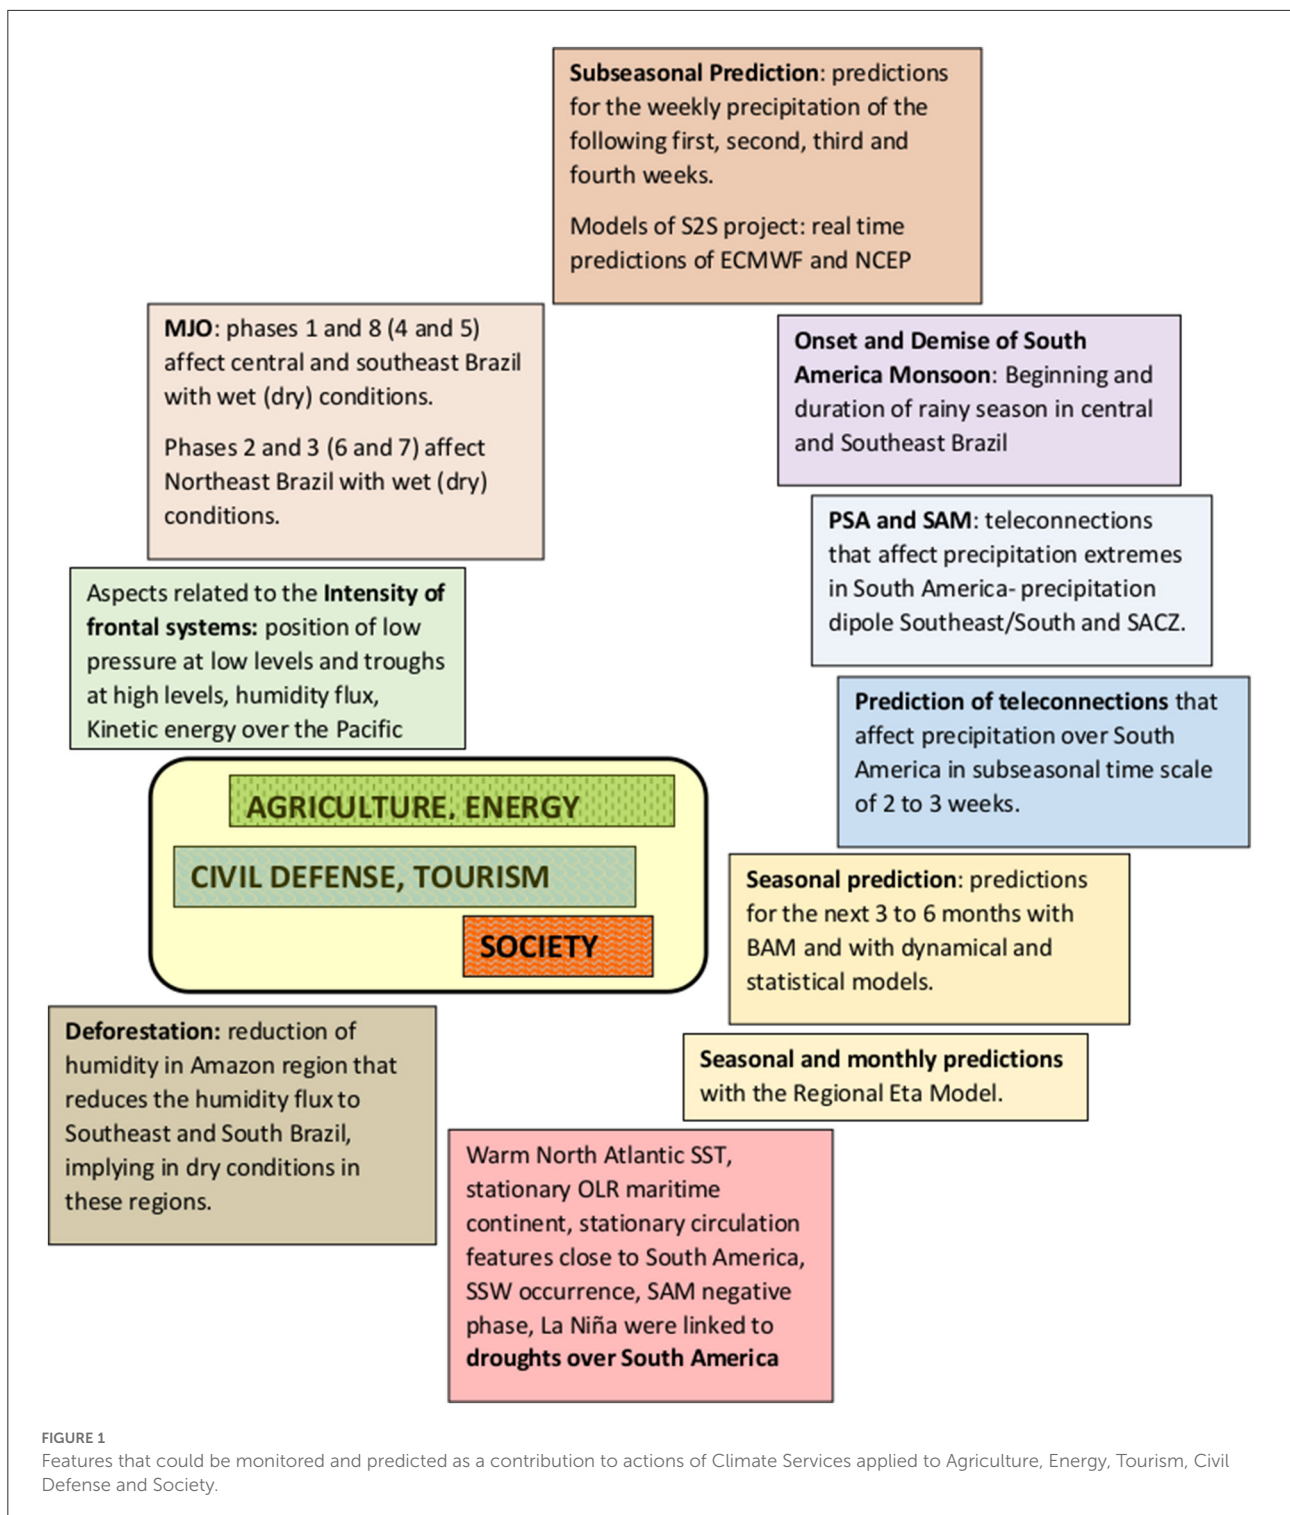 Subseasonal Prediction: predictions
for the weekly precipitation of the
following first, second, third and
fourth weeks.
Models of S2S project: real time
predictions of ECMWF and NCEP
MJO: phases 1 and 8 (4 and 5)
affect central and southeast Brazil
with wet (dry) conditions.
Phases 2 and 3 (6 and 7) affect
Northeast Brazil with wet (dry)
conditions.
Onset and Demise of South
America Monsoon: Beginning and
duration of rainy season in central
and Southeast Brazil
PSA and SAM: teleconnections
that affect precipitation extremes
in South America- precipitation
dipole Southeast/South and SACZ.
Aspects related to the Intensity of
frontal systems: position of low
pressure at low levels and troughs
at high levels, humidity flux,
Kinetic energy over the Pacific
Prediction of teleconnections that
affect precipitation over South
America in subseasonal time scale
of 2 to 3 weeks.
AGRICULTURE, ENERGY
CIVIL DEFENSE, TOURISM
SOCIETY
Seasonal prediction: predictions
for the next 3 to 6 months with
BAM and with dynamical and
statistical models.
Deforestation: reduction of
humidity in Amazon region that
reduces the humidity flux to
Southeast and South Brazil,
implying in dry conditions in
these regions.
Seasonal and monthly predictions
with the Regional Eta Model.
Warm North Atlantic SST,
stationary OLR maritime
continent, stationary circulation
features close to South America,
SSW occurrence, SAM negative
phase, La Niña were linked to
droughts over South America
FIGURE 1
Features that could be monitored and predicted as a contribution to actions of Climate Services applied to Agriculture, Energy, Tourism, Civil
Defense and Society.